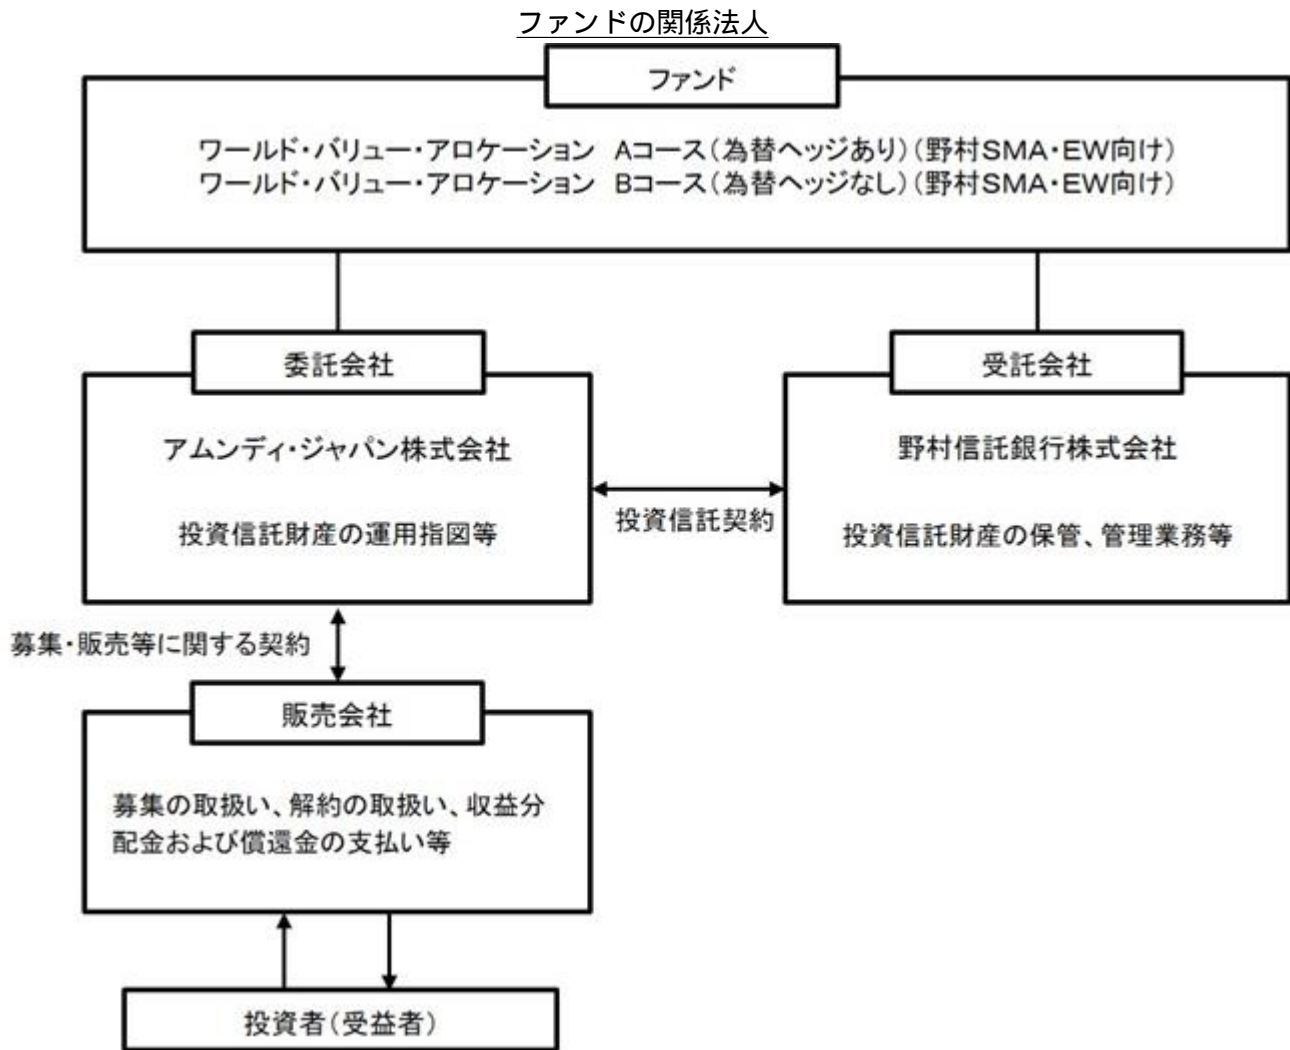 ファンドの関係法人
ファンド
ワールド・バリュー・アロケーション Aコース(為替ヘッジあり)(野村SMA・EW向け)
ワールド・バリュー・アロケーション Bコース(為替ヘッジなし)(野村SMA・EW向け)
委託会社
アムンディ・ジャパン株式会社
投資信託財産の運用指図等
投資信託契約
受託会社
野村信託銀行株式会社
投資信託財産の保管、管理業務等
募集・販売等に関する契約
販売会社
募集の取扱い、解約の取扱い、収益分
配金および償還金の支払い等
投資者(受益者)